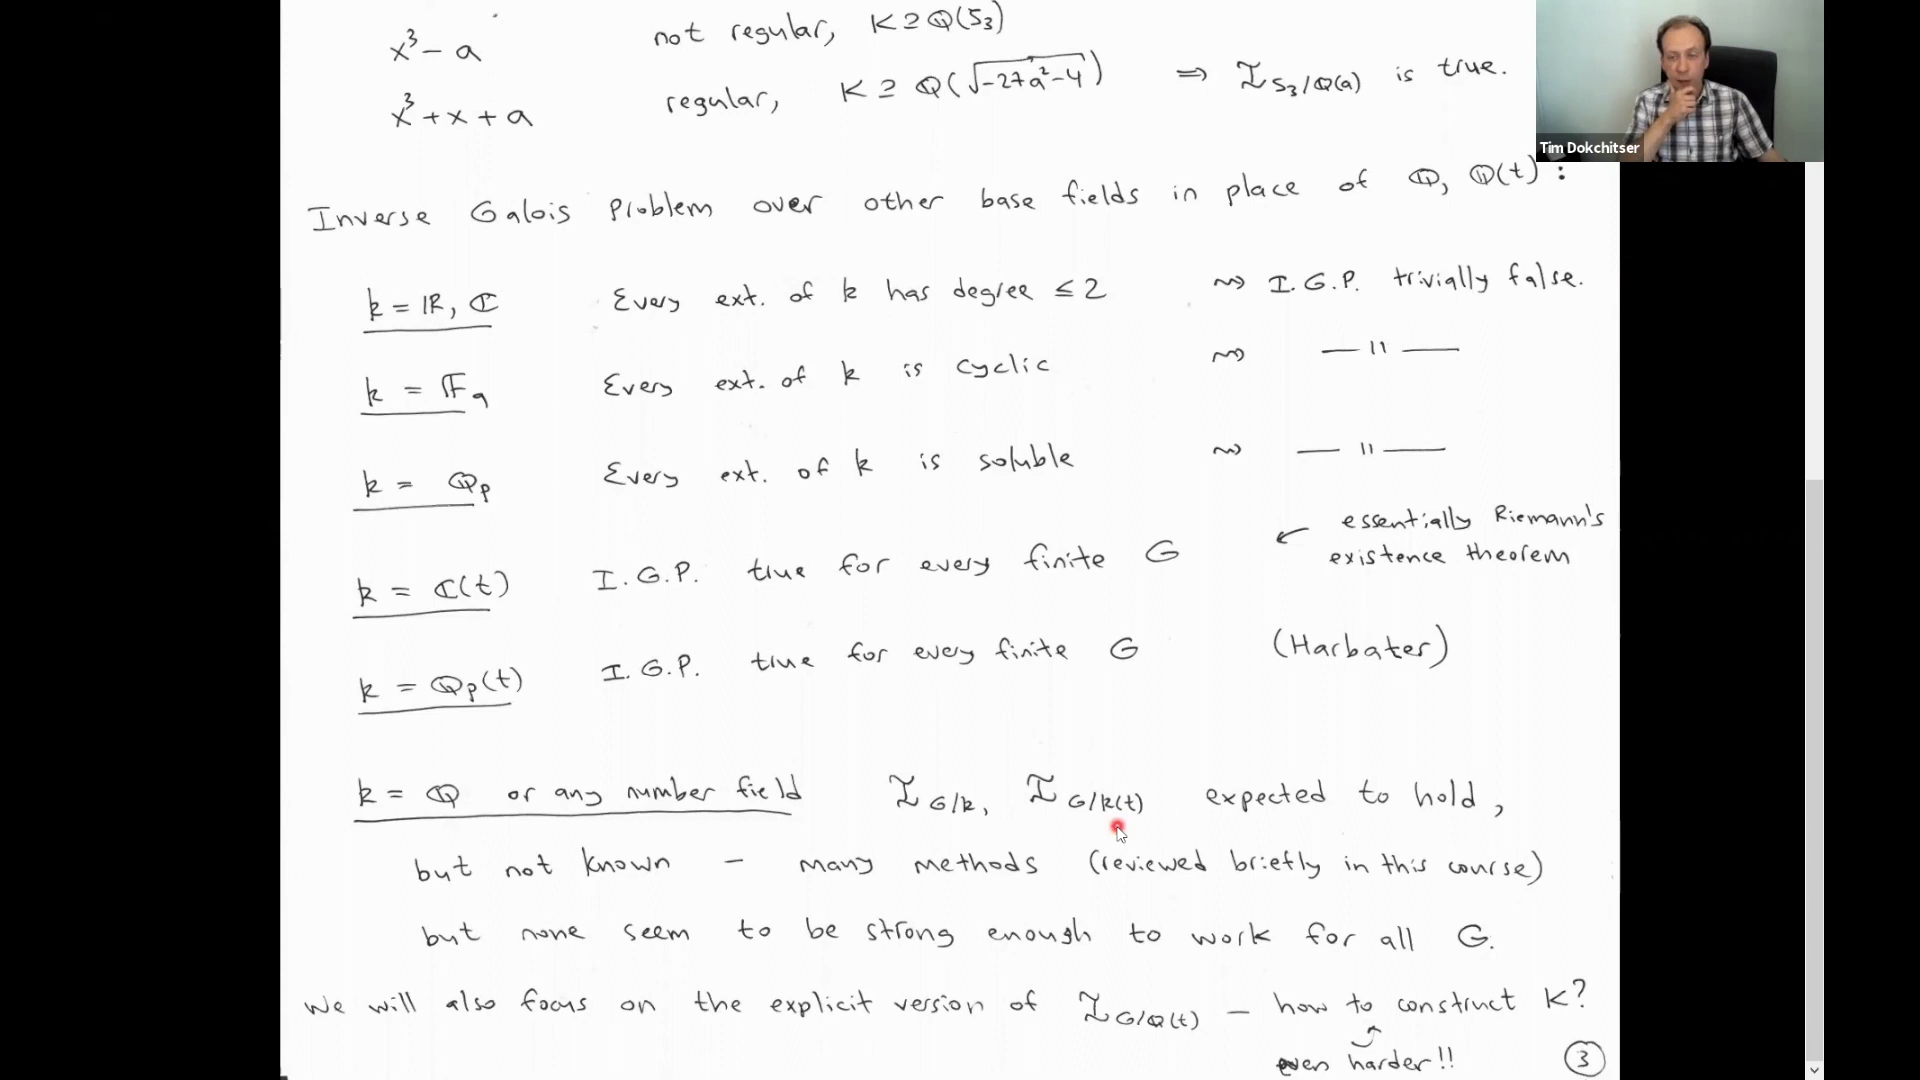 x³ - a not regular, K ⊇ ℚ(ζ₃)
x³ + x + a regular, K ⊇ ℚ(√-27a²-4) ⇒ I_{S₃/ℚ(a)} is true.
Tim Dokchitser
Inverse Galois Problem over other base fields in place of ℚ, ℚ(t) :
k = ℝ, ℂ Every ext. of k has degree ≤ 2 ⇝ I.G.P. trivially false.
k = 𝔽q Every ext. of k is cyclic ⇝ — 11 —
k = ℚp Every ext. of k is soluble ⇝ — 11 —
k = ℂ(t) I.G.P. true for every finite G ← essentially Riemann's
existence theorem
k = ℚp(t) I.G.P. true for every finite G (Harbater)
k = ℚ or any number field I_{G/k}, I_{G/k(t)} expected to hold,
but not known – many methods (reviewed briefly in this course)
but none seem to be strong enough to work for all G.
We will also focus on the explicit version of I_{G/ℚ(t)} – how to construct K?
even harder!!
3